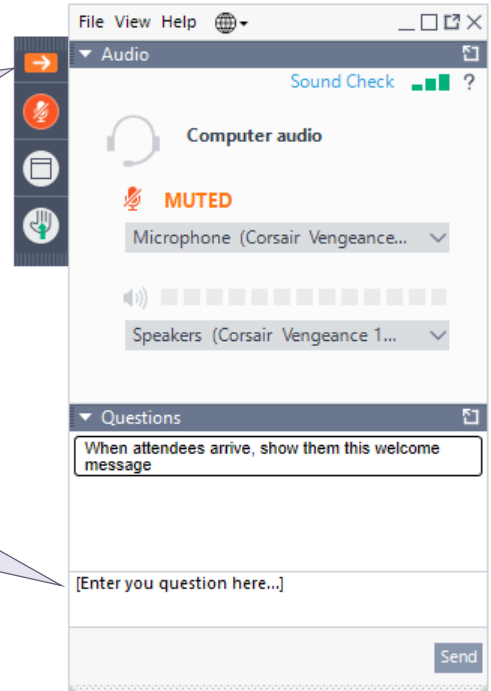 File View Help
Audio
Sound Check ?
Computer audio
MUTED
Microphone (Corsair Vengeance...
Speakers (Corsair Vengeance 1...
Questions
When attendees arrive, show them this welcome
message
[Enter you question here...]
Send